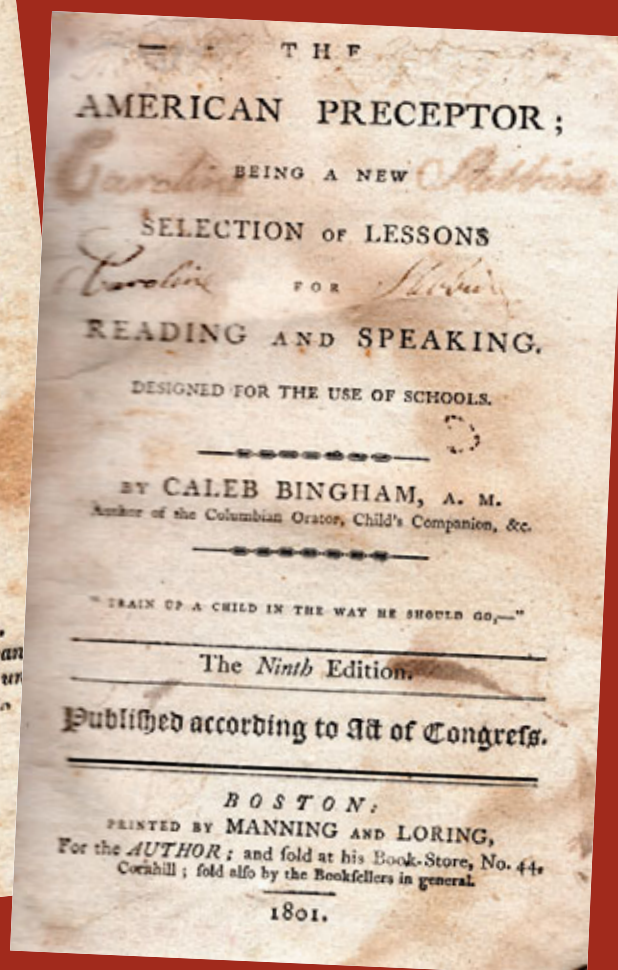 THE
AMERICAN PRECEPTOR;
BEING A NEW
SELECTION OF LESSONS
Caroline Stebbins
FOR
READING AND SPEAKING.
DESIGNED FOR THE USE OF SCHOOLS.
BY CALEB BINGHAM, A. M.
Author of the Columbian Orator, Child's Companion, &c.
"TRAIN UP A CHILD IN THE WAY HE SHOULD GO,—"
The Ninth Edition.
Publiſhed according to Act of Congreſs.
BOSTON:
PRINTED BY MANNING AND LORING,
For the AUTHOR; and ſold at his Book-Store, No. 44,
Cornhill; ſold alſo by the Bookſellers in general.
1801.